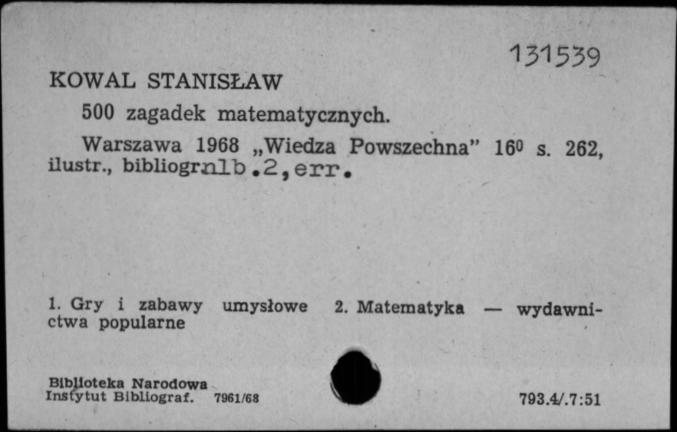 131539
KOWAL STANISŁAW
500 zagadek matematycznych.
Warszawa 1968 „Wiedza Powszechna” 16⁰ s. 262,
ilustr., bibliogr.nlb.2,err.
1. Gry i zabawy umysłowe 2. Matematyka — wydawni-
ctwa popularne
Biblioteka Narodowa
Instytut Bibliograf. 7961/68
793.4/.7:51